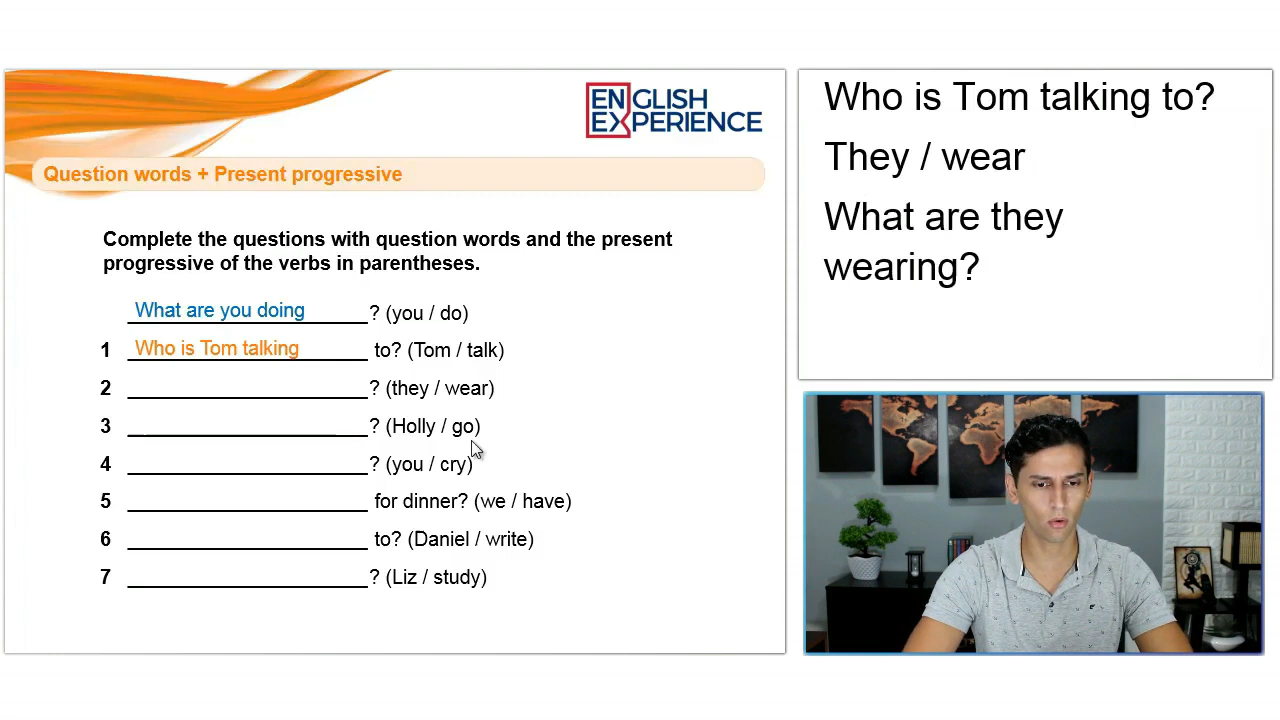 ENGLISH
EXPERIENCE
Question words + Present progressive
Complete the questions with question words and the present
progressive of the verbs in parentheses.
What are you doing ? (you / do)
1 Who is Tom talking to? (Tom / talk)
2 ? (they / wear)
3 ? (Holly / go)
4 ? (you / cry)
5 for dinner? (we / have)
6 to? (Daniel / write)
7 ? (Liz / study)
Who is Tom talking to?
They / wear
What are they
wearing?